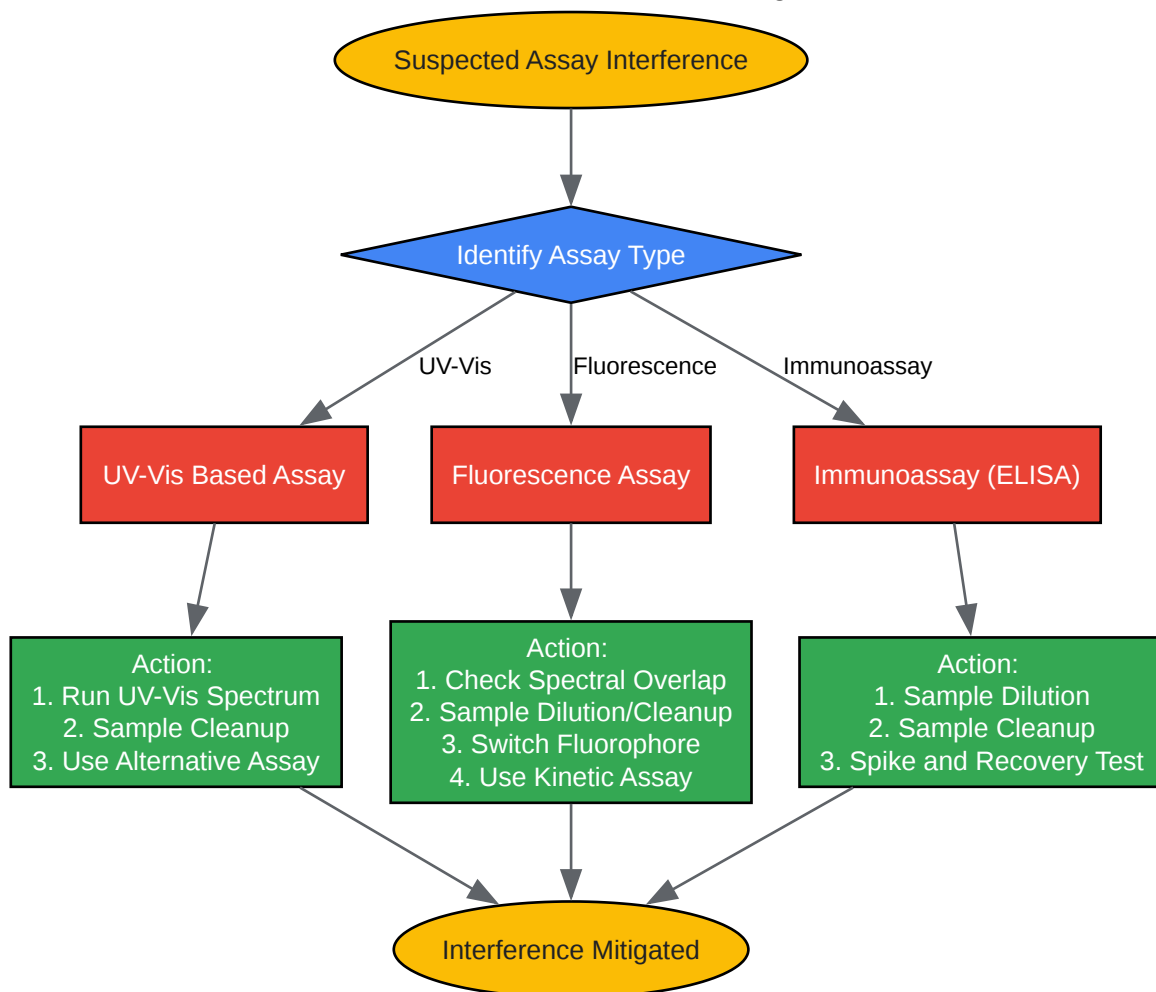 Suspected Assay Interference
Identify Assay Type
UV-Vis
Fluorescence
Immunoassay
UV-Vis Based Assay
Fluorescence Assay
Immunoassay (ELISA)
Action:
1. Run UV-Vis Spectrum
2. Sample Cleanup
3. Use Alternative Assay
Action:
1. Check Spectral Overlap
2. Sample Dilution/Cleanup
3. Switch Fluorophore
4. Use Kinetic Assay
Action:
1. Sample Dilution
2. Sample Cleanup
3. Spike and Recovery Test
Interference Mitigated